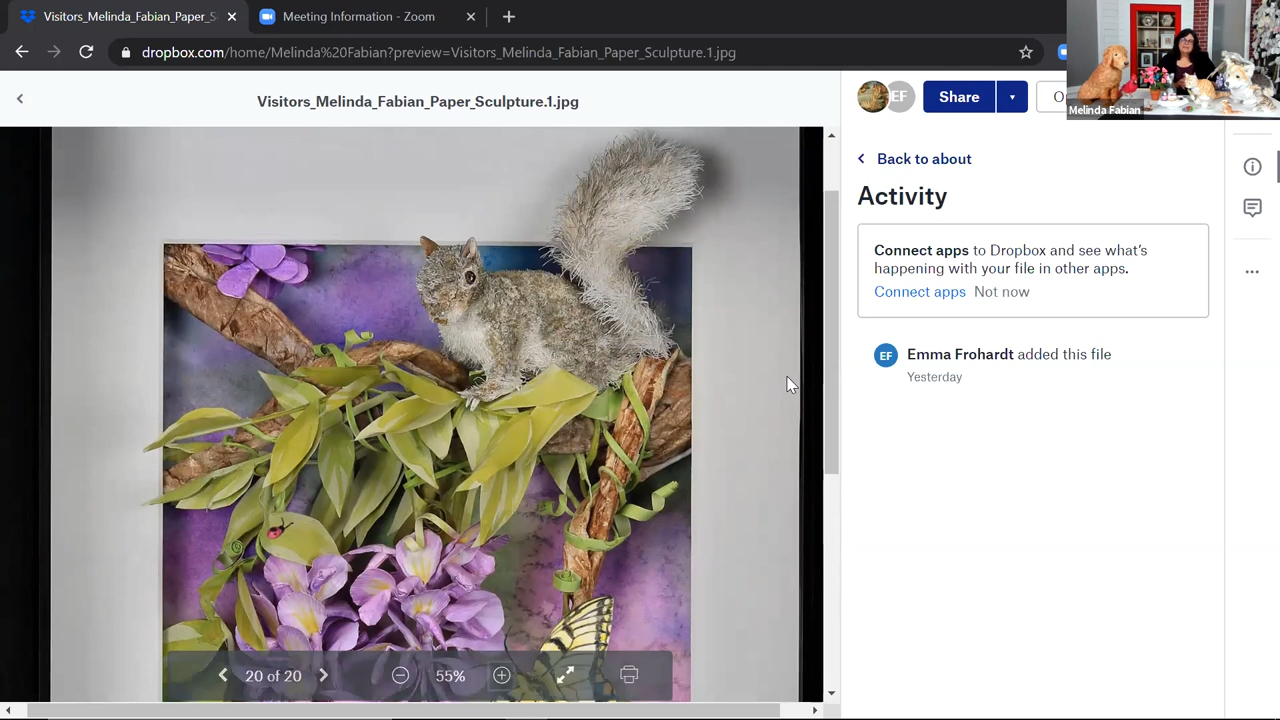 Visitors_Melinda_Fabian_Paper_S
Meeting Information - Zoom
dropbox.com/home/Melinda%20Fabian?preview=Visitors_Melinda_Fabian_Paper_Sculpture.1.jpg
Visitors_Melinda_Fabian_Paper_Sculpture.1.jpg
EF
Share
Melinda Fabian
Back to about
Activity
Connect apps to Dropbox and see what's
happening with your file in other apps.
Connect apps Not now
EF Emma Frohardt added this file
Yesterday
20 of 20
55%